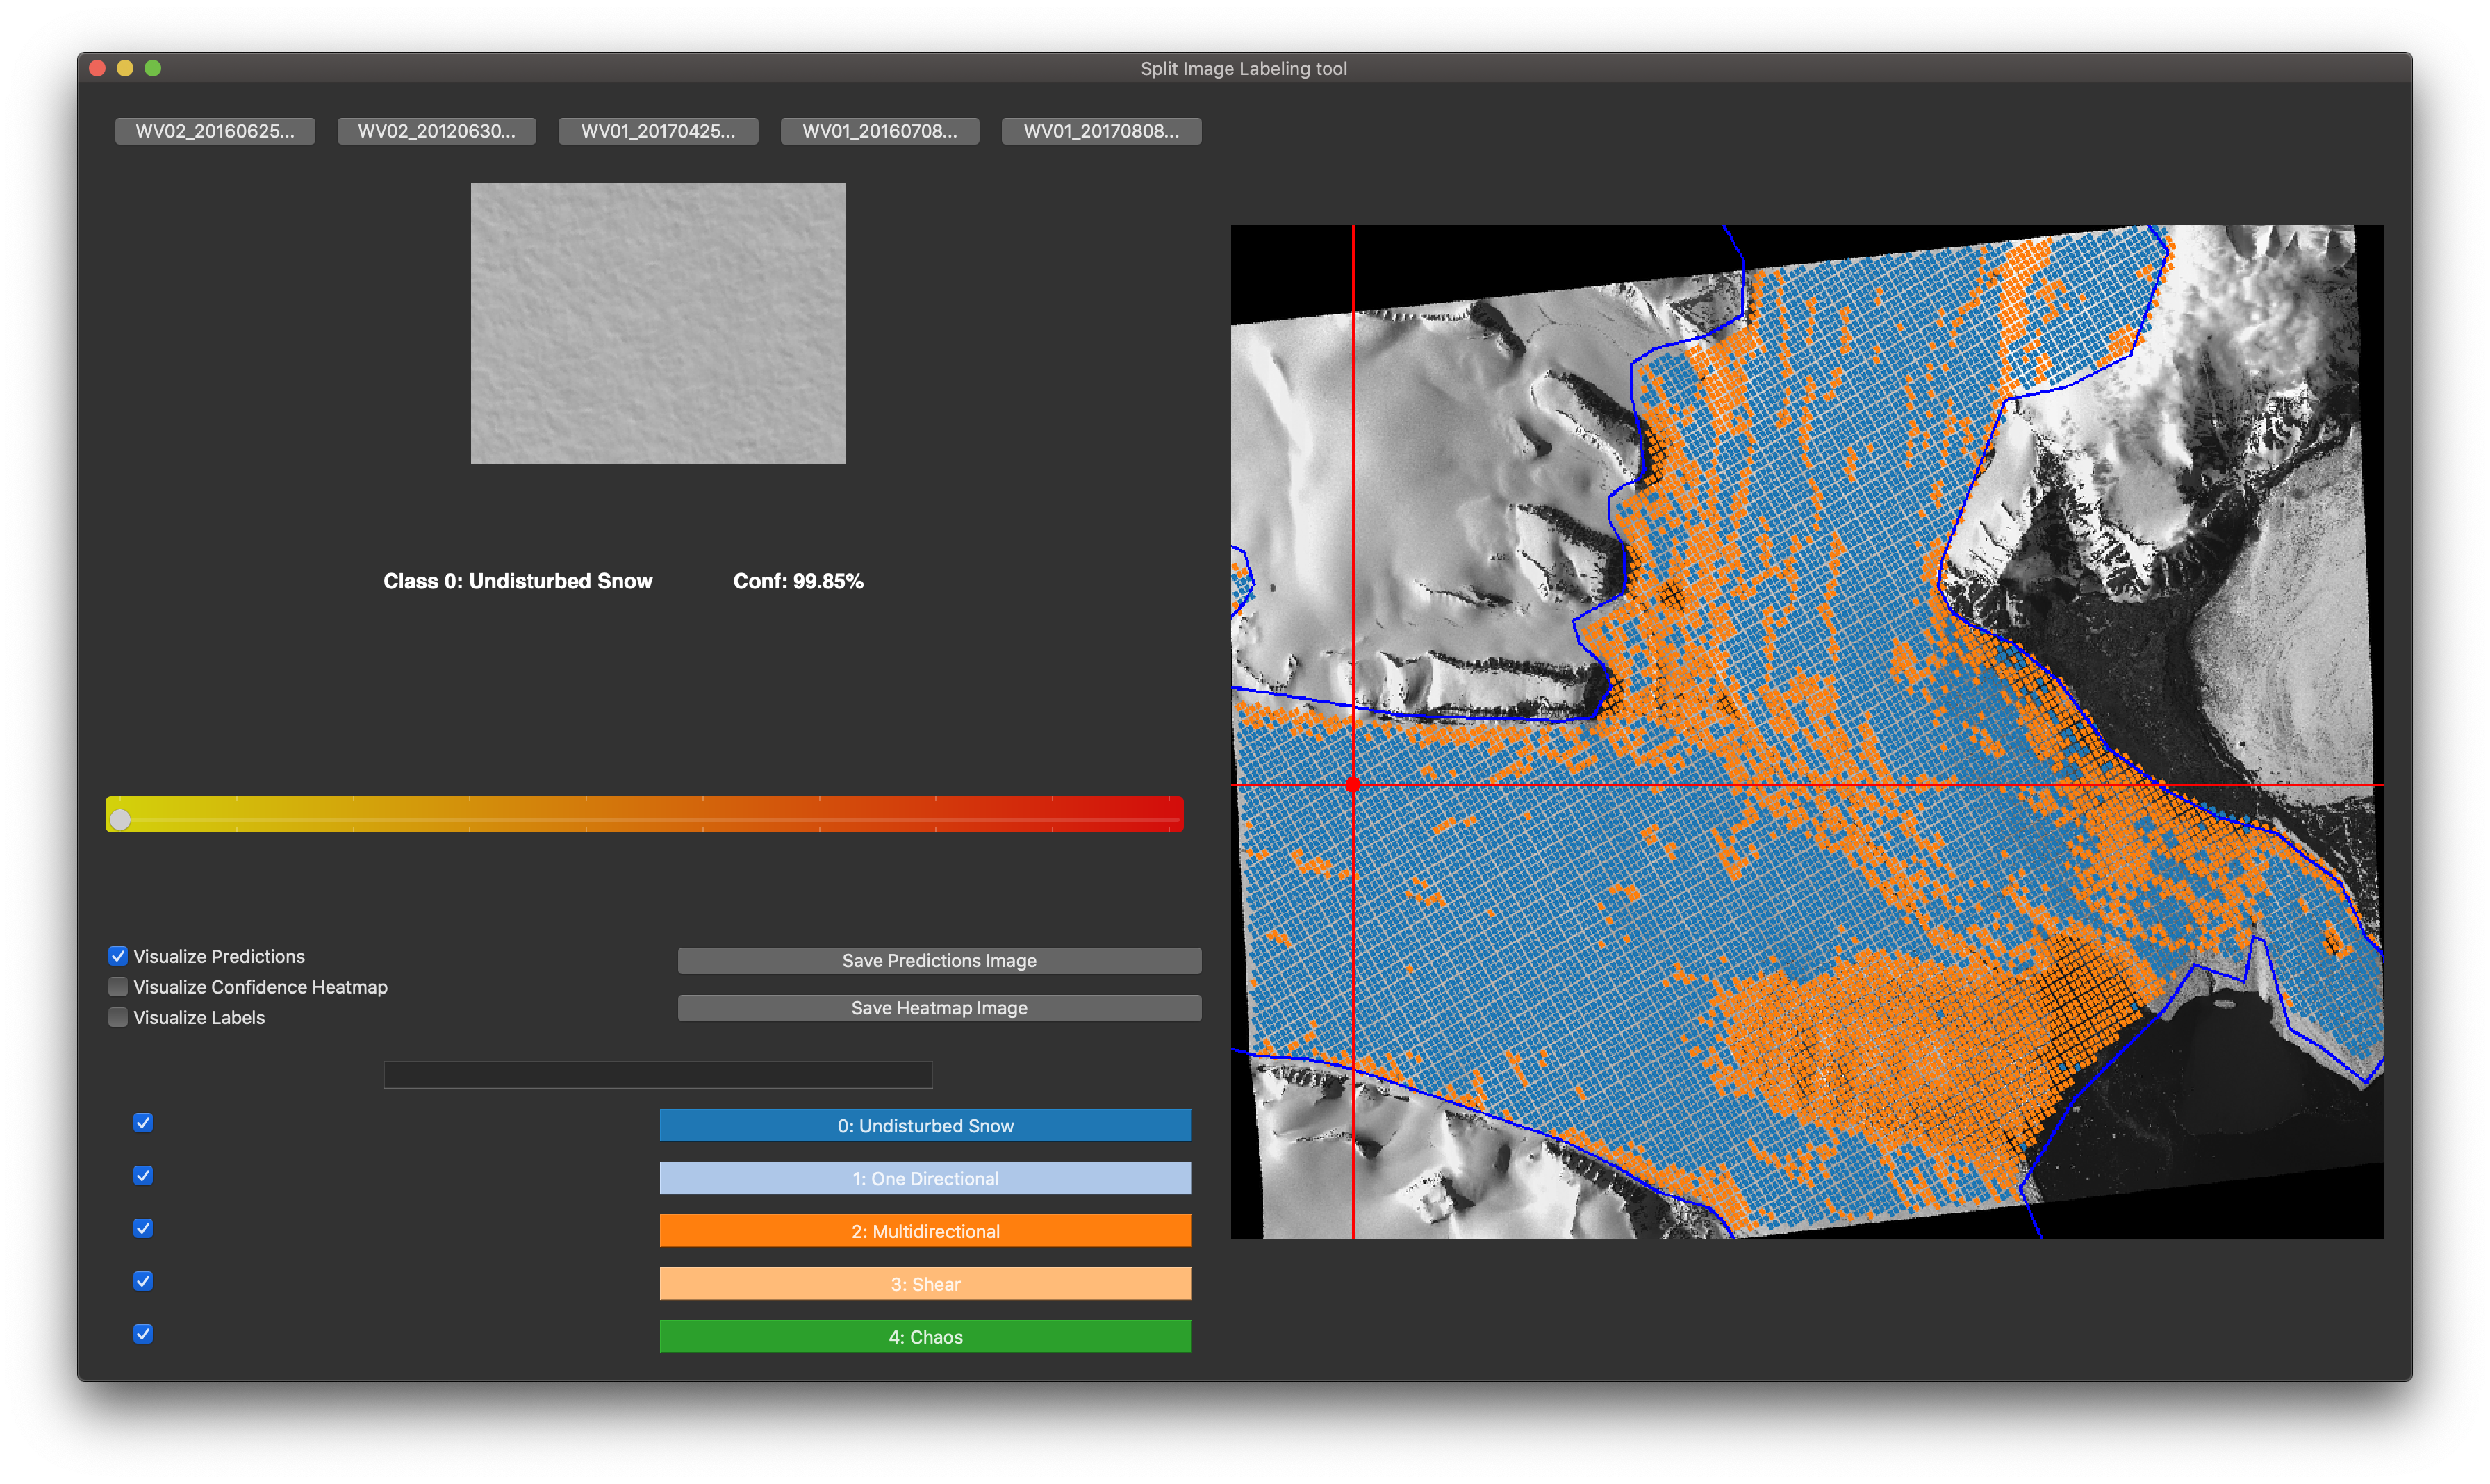 Split Image Labeling tool
WV02_20160625...
WV02_20120630...
WV01_20170425...
WV01_20160708...
WV01_20170808...
Class 0: Undisturbed Snow
Conf: 99.85%
Visualize Predictions
Visualize Confidence Heatmap
Visualize Labels
Save Predictions Image
Save Heatmap Image
0: Undisturbed Snow
1: One Directional
2: Multidirectional
3: Shear
4: Chaos